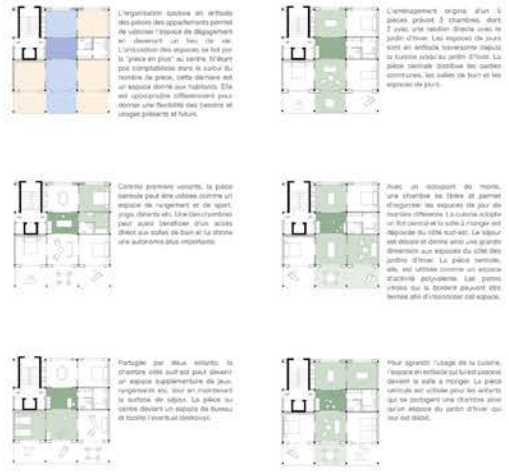 L'organisation spatiale en enfilade
des pièces des appartements permet
de valoriser l'espace de dégagement
en devenant un lieu de vie.
L'articulation des espaces se fait par
la "pièce en plus" au centre. N'étant
pas comptabilisée dans le calcul du
nombre de pièce, cette dernière est
un espace donné aux habitants. Elle
est appropriable différemment pour
donner une flexibilité des besoins et
usages présents et futurs.
L'aménagement origine d'un 5
pièces prévoit 3 chambres, dont
2 avec une relation directe avec le
jardin d'hiver. Les espaces de jours
sont en enfilade traversante depuis
la cuisine jusqu'au jardin d'hiver. La
pièce centrale distribue les parties
communes, les salles de bain et les
espaces de jours.
Comme première variante, la pièce
centrale peut être utilisée comme un
espace de rangement et de sport,
yoga, détente etc. Une des chambres
peut aussi bénéficier d'un accès
direct aux salles de bain et lui donne
une autonomie plus importante.
Avec un occupant de moins,
une chambre se libère et permet
d'organiser les espaces de jour de
manière différente. La cuisine adopte
un îlot central et la salle à manger est
déposée du côté sud-est. Le séjour
est décalé et donne ainsi une grande
dimension aux espaces du côté des
jardins d'hiver. La pièce centrale,
elle, est utilisée comme un espace
d'activité polyvalente. Les portes
vitrées qui la bordent peuvent être
fermée afin d'insonoriser cet espace.
Partagée par deux enfants, la
chambre côté sud-est peut devenir
un espace supplémentaire de jeux,
rangements etc. tout en maintenant
la surface de séjour. La pièce au
centre devient un espace de bureau
et facilite l'éventuel télétravail.
Pour agrandir l'usage de la cuisine,
l'espace en enfilade qui lui est adossé
devient la salle à manger. La pièce
centrale est utilisée pour les enfants
qui se partagent une chambre ainsi
qu'un espace du jardin d'hiver qui
leur est dédié.